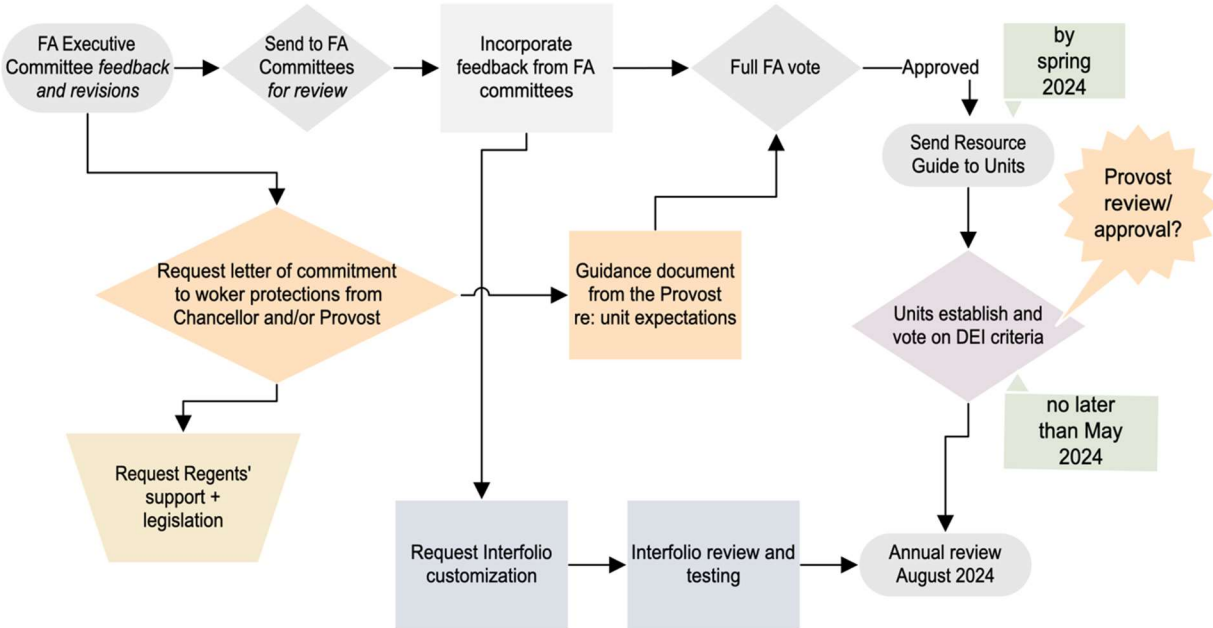 FA Executive
Committee feedback
and revisions
Send to FA
Committees
for review
Incorporate
feedback from FA
committees
Full FA vote
Approved
by
spring
2024
Send Resource
Guide to Units
Provost
review/
approval?
Request letter of commitment
to woker protections from
Chancellor and/or Provost
Guidance document
from the Provost
re: unit expectations
Units establish and
vote on DEI criteria
no later
than May
2024
Request Regents'
support +
legislation
Request Interfolio
customization
Interfolio review and
testing
Annual review
August 2024